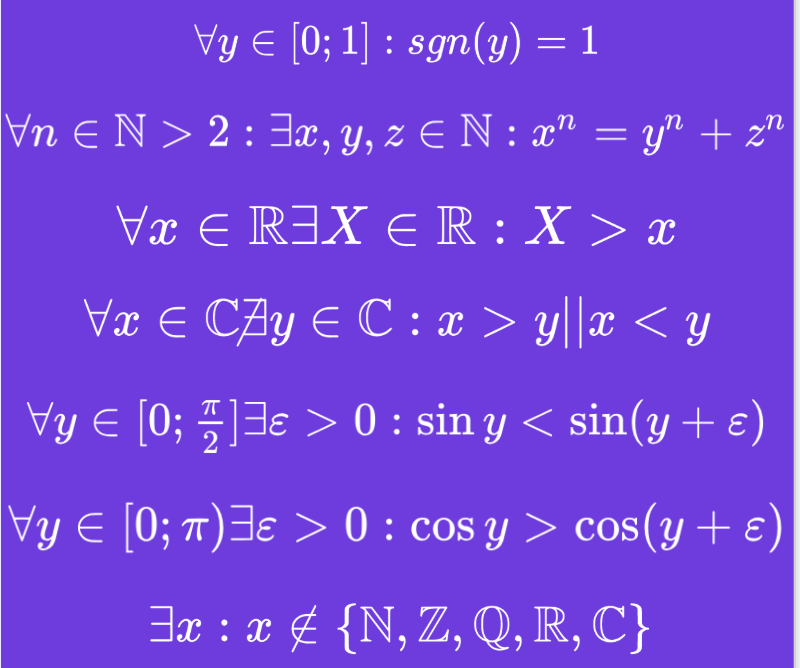 ∀y ∈ [0; 1] : sgn(y) = 1
∀n ∈ ℕ > 2 : ∃x, y, z ∈ ℕ : xⁿ = yⁿ + zⁿ
∀x ∈ ℝ∃X ∈ ℝ : X > x
∀x ∈ ℂ∄y ∈ ℂ : x > y||x < y
∀y ∈ [0; π/2]∃ε > 0 : sin y < sin(y + ε)
∀y ∈ [0; π)∃ε > 0 : cos y > cos(y + ε)
∃x : x ∉ {ℕ, ℤ, ℚ, ℝ, ℂ}